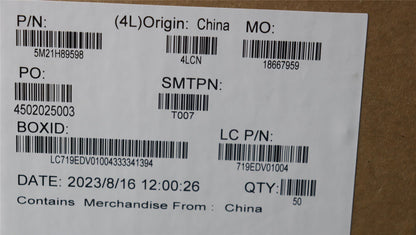 P/N: (4L)Origin: China MO:
5M21H89598 4LCN 18667959
PO: SMTPN:
4502025003 T007
BOXID: LC P/N:
LC719EDV01004333341394 719EDV01004
DATE: 2023/8/16 12:00:26 QTY:
50
Contains Merchandise From : China